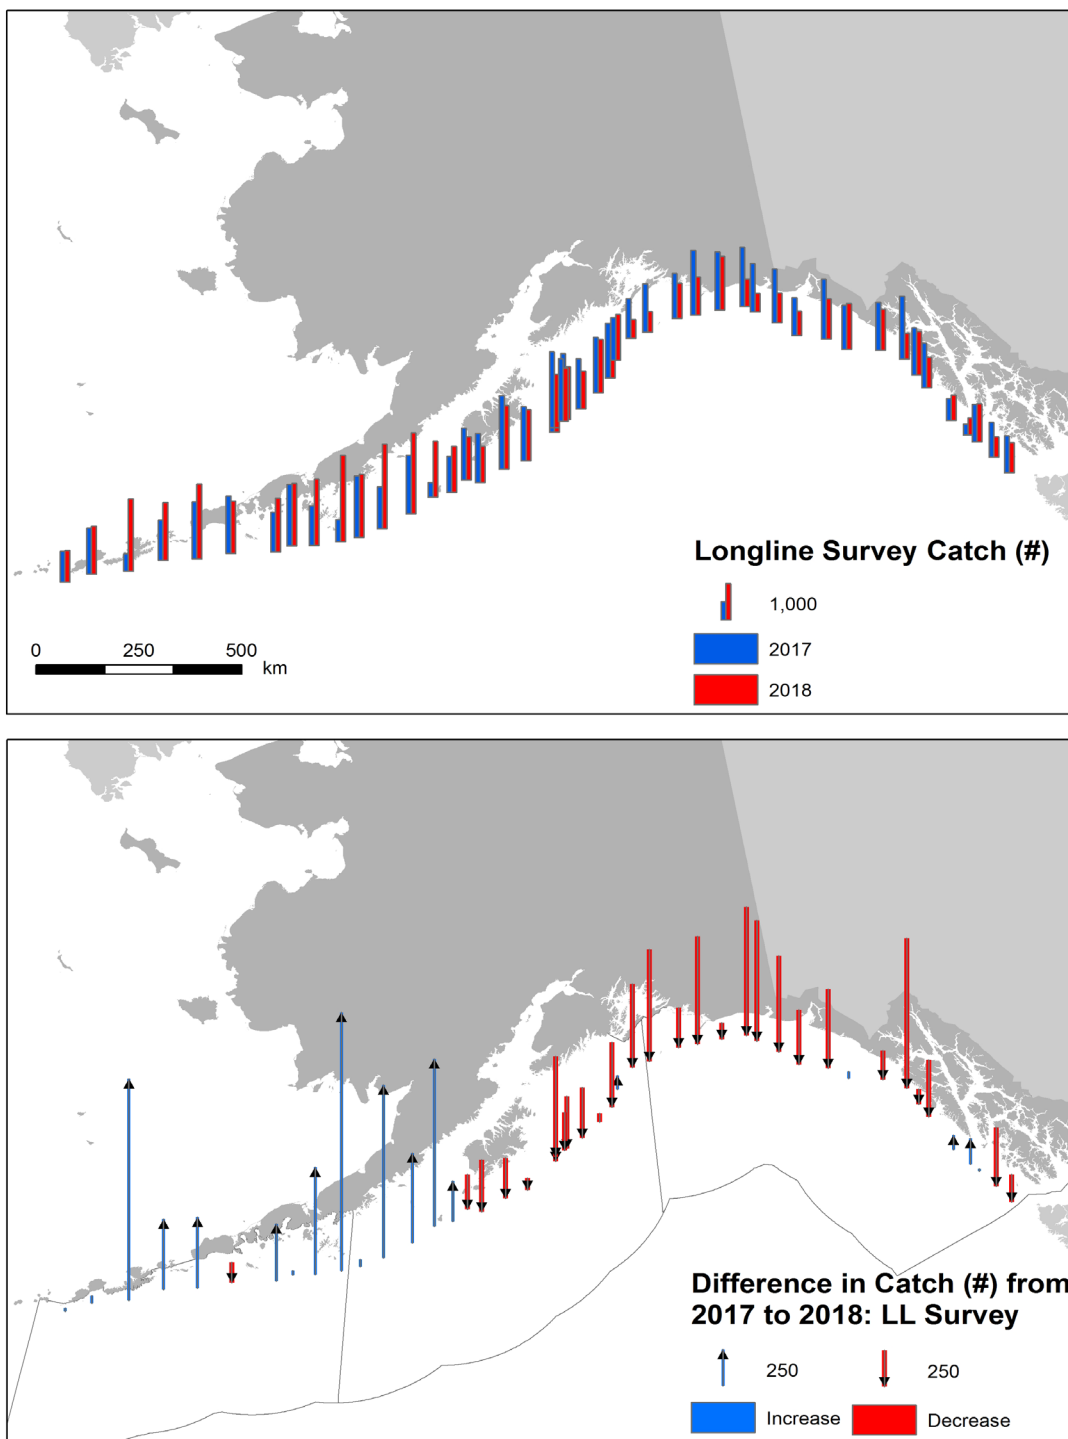 Longline Survey Catch (#)
1,000
2017
2018
0 250 500
km
Difference in Catch (#) from
2017 to 2018: LL Survey
250 250
Increase Decrease